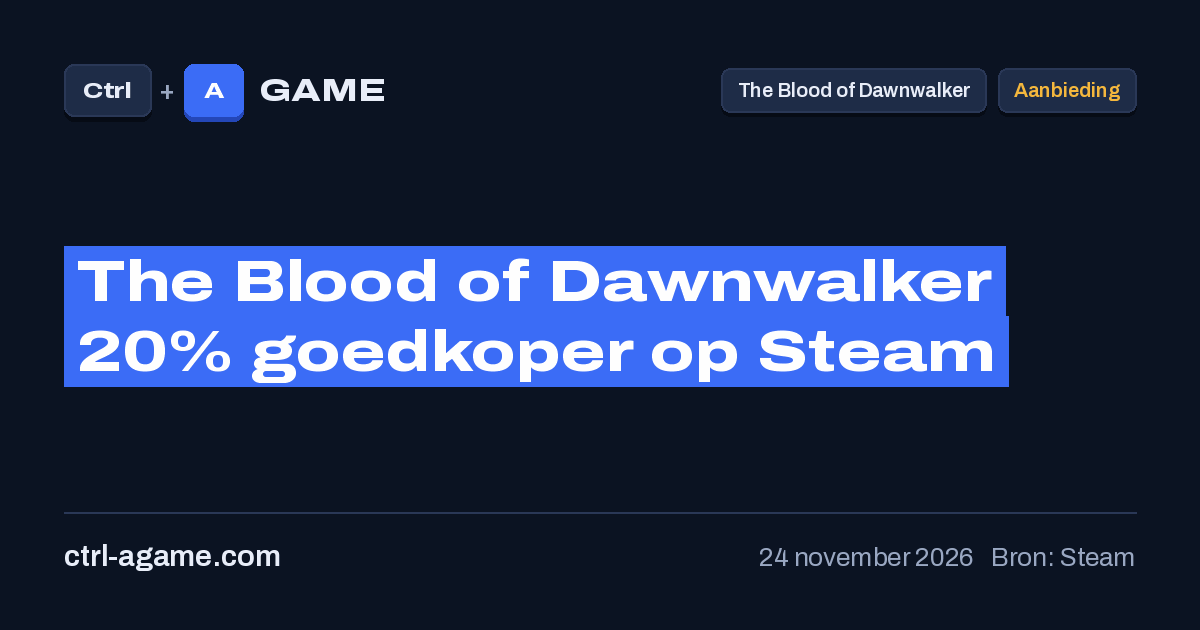 Ctrl + A GAME
The Blood of Dawnwalker
Aanbieding
The Blood of Dawnwalker
20% goedkoper op Steam
ctrl-agame.com
24 november 2026 Bron: Steam